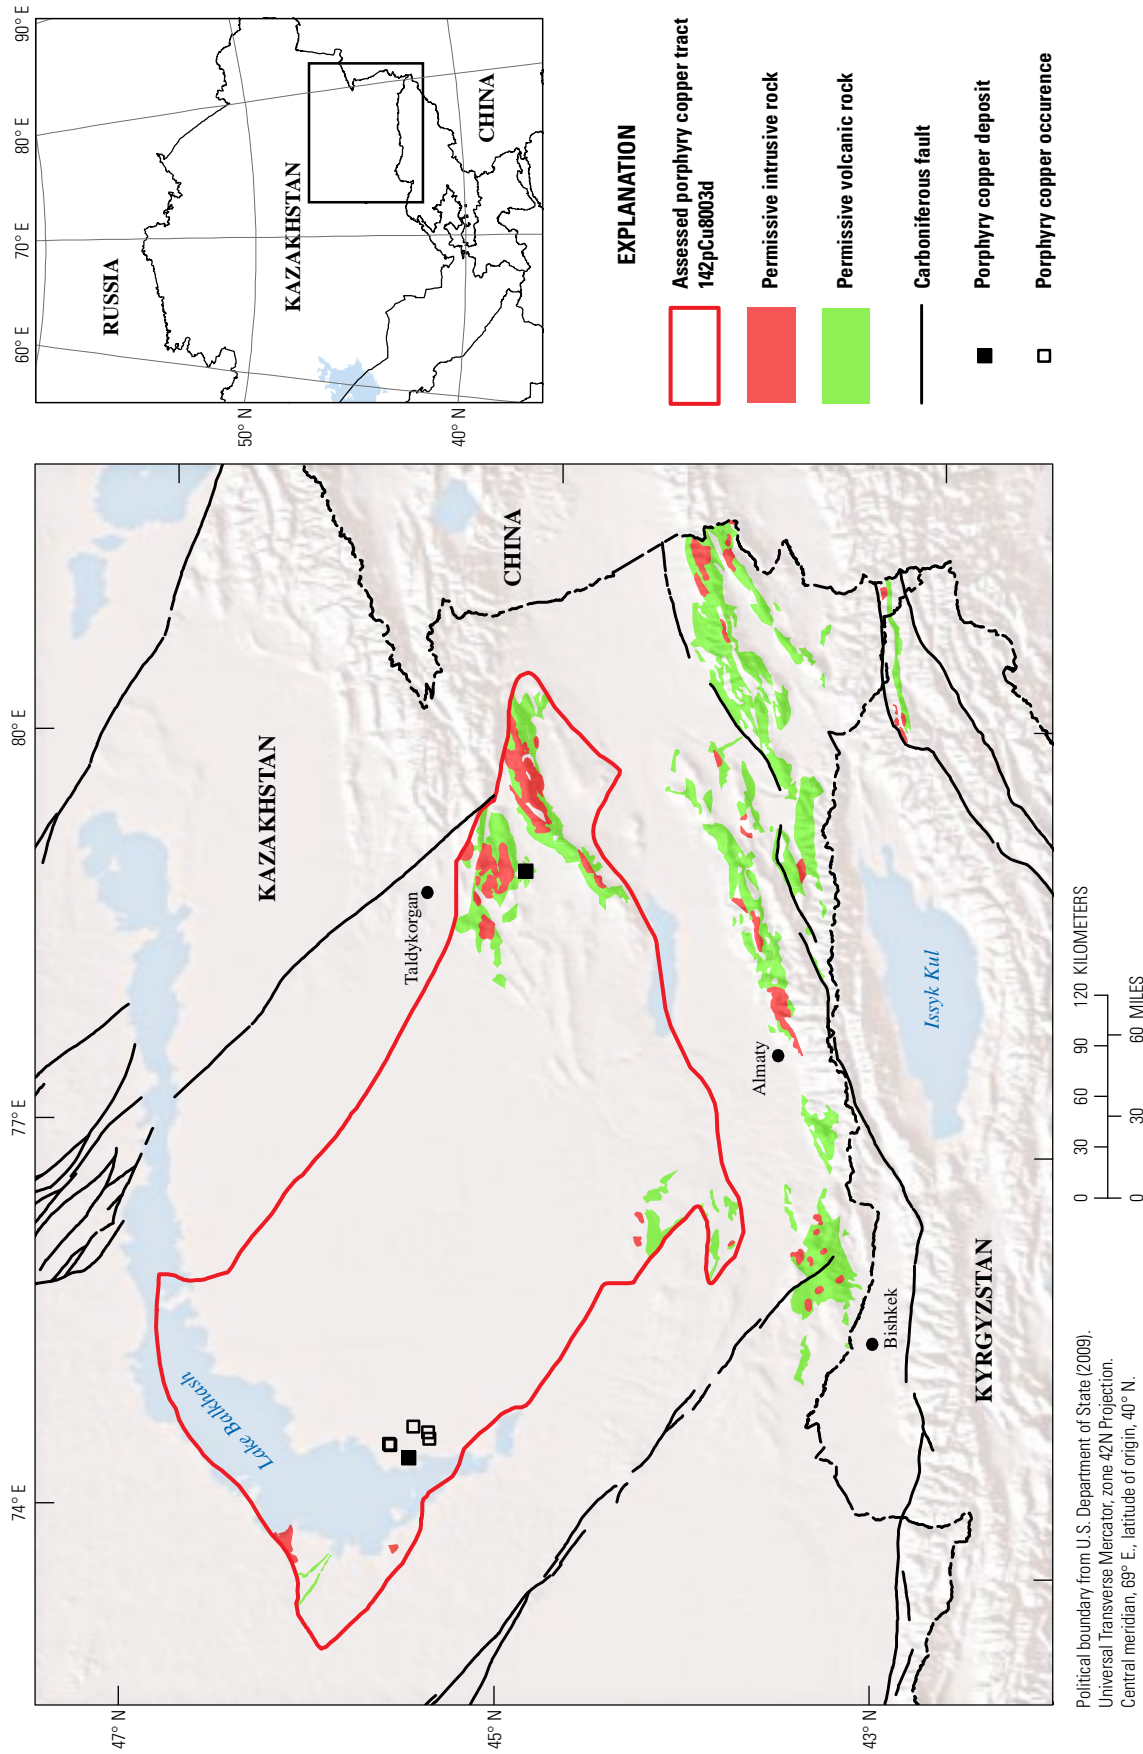 74° E
77° E
80° E
47° N
45° N
43° N
KAZAKHSTAN
CHINA
Lake Balkhash
Taldykorgan
Almaty
Issyk Kul
Bishkek
KYRGYZSTAN
60° E
70° E
80° E
90° E
50° N
40° N
RUSSIA
KAZAKHSTAN
CHINA
EXPLANATION
Assessed porphyry copper tract
142pCu8003d
Permissive intrusive rock
Permissive volcanic rock
Carboniferous fault
Porphyry copper deposit
Porphyry copper occurence
Political boundary from U.S. Department of State (2009).
Universal Transverse Mercator, zone 42N Projection.
Central meridian, 69° E., latitude of origin, 40° N.
0 30 60 90 120 KILOMETERS
0 30 60 MILES